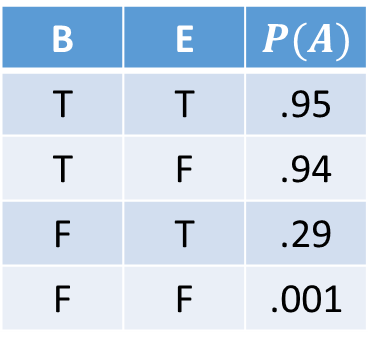 B E P(A)
T T .95
T F .94
F T .29
F F .001